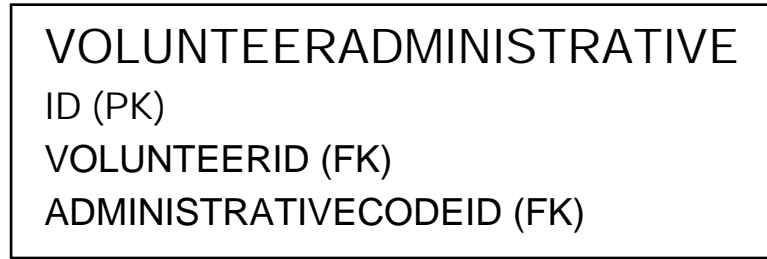 VOLUNTEERADMINISTRATIVE
ID (PK)
VOLUNTEERID (FK)
ADMINISTRATIVECODEID (FK)